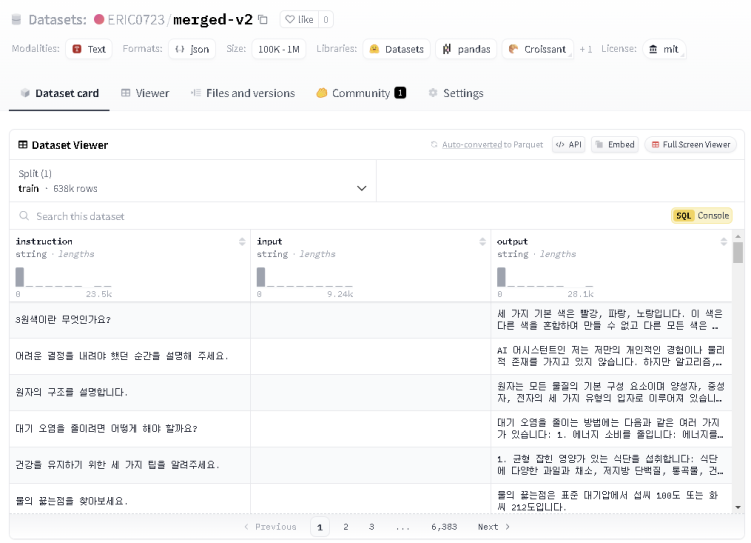 Datasets: ERIC0723/merged-v2 like 0
Modalities: Text Formats: json Size: 100K - 1M Libraries: Datasets pandas Croissant + 1 License: mit
Dataset card Viewer Files and versions Community 1 Settings
Dataset Viewer Auto-converted to Parquet API Embed Full Screen Viewer
Split (1)
train · 638k rows
Search this dataset SQL Console
instruction input output
string · lengths string · lengths string · lengths
0 23.5k 0 9.24k 0 28.1k
3원색이란 무엇인가요?
세 가지 기본 색은 빨강, 파랑, 노랑입니다. 이 색은
다른 색을 혼합하여 만들 수 없고 다른 모든 색은 …
어려운 결정을 내려야 했던 순간을 설명해 주세요.
AI 어시스턴트인 저는 저만의 개인적인 경험이나 물리
적 존재를 가지고 있지 않습니다. 하지만 알고리즘,…
원자의 구조를 설명합니다.
원자는 모든 물질의 기본 구성 요소이며 양성자, 중성
자, 전자의 세 가지 유형의 입자로 이루어져 있습니…
대기 오염을 줄이려면 어떻게 해야 할까요?
대기 오염을 줄이는 방법에는 다음과 같은 여러 가지
가 있습니다: 1. 에너지 소비를 줄입니다: 에너지를…
건강을 유지하기 위한 세 가지 팁을 알려주세요.
1. 균형 잡힌 영양가 있는 식단을 섭취합니다: 식단
에 다양한 과일과 채소, 저지방 단백질, 통곡물, 건…
물의 끓는점을 찾아보세요.
물의 끓는점은 표준 대기압에서 섭씨 100도 또는 화
씨 212도입니다.
Previous 1 2 3 ... 6,383 Next